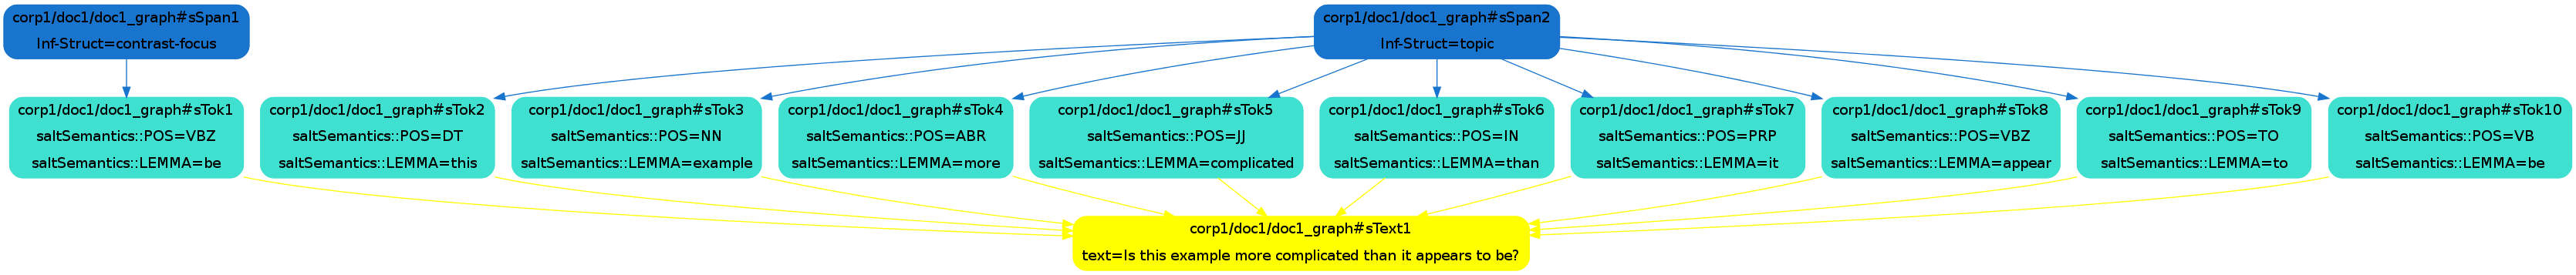 corp1/doc1/doc1_graph#sSpan1
Inf-Struct=contrast-focus
corp1/doc1/doc1_graph#sSpan2
Inf-Struct=topic
corp1/doc1/doc1_graph#sTok1
saltSemantics::POS=VBZ
saltSemantics::LEMMA=be
corp1/doc1/doc1_graph#sTok2
saltSemantics::POS=DT
saltSemantics::LEMMA=this
corp1/doc1/doc1_graph#sTok3
saltSemantics::POS=NN
saltSemantics::LEMMA=example
corp1/doc1/doc1_graph#sTok4
saltSemantics::POS=ABR
saltSemantics::LEMMA=more
corp1/doc1/doc1_graph#sTok5
saltSemantics::POS=JJ
saltSemantics::LEMMA=complicated
corp1/doc1/doc1_graph#sTok6
saltSemantics::POS=IN
saltSemantics::LEMMA=than
corp1/doc1/doc1_graph#sTok7
saltSemantics::POS=PRP
saltSemantics::LEMMA=it
corp1/doc1/doc1_graph#sTok8
saltSemantics::POS=VBZ
saltSemantics::LEMMA=appear
corp1/doc1/doc1_graph#sTok9
saltSemantics::POS=TO
saltSemantics::LEMMA=to
corp1/doc1/doc1_graph#sTok10
saltSemantics::POS=VB
saltSemantics::LEMMA=be
corp1/doc1/doc1_graph#sText1
text=Is this example more complicated than it appears to be?